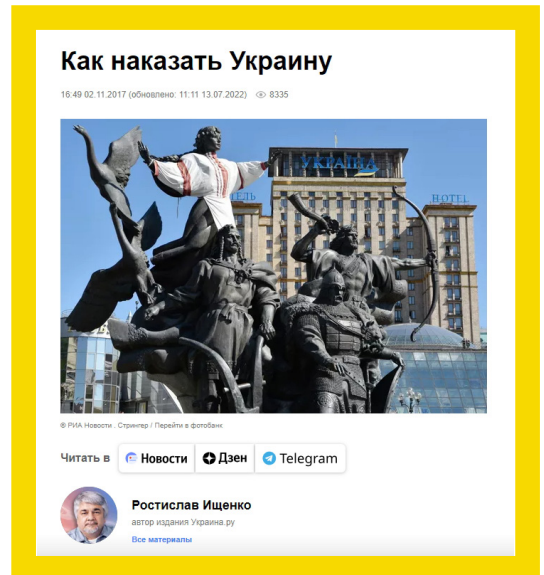 Как наказать Украину
16:49 02.11.2017 (обновлено: 11:11 13.07.2022) 8335
УКРАЇНА
ТЕЛЬ
HOTEL
© РИА Новости . Стрингер / Перейти в фотобанк
Читать в Новости Дзен Telegram
Ростислав Ищенко
автор издания Украина.ру
Все материалы